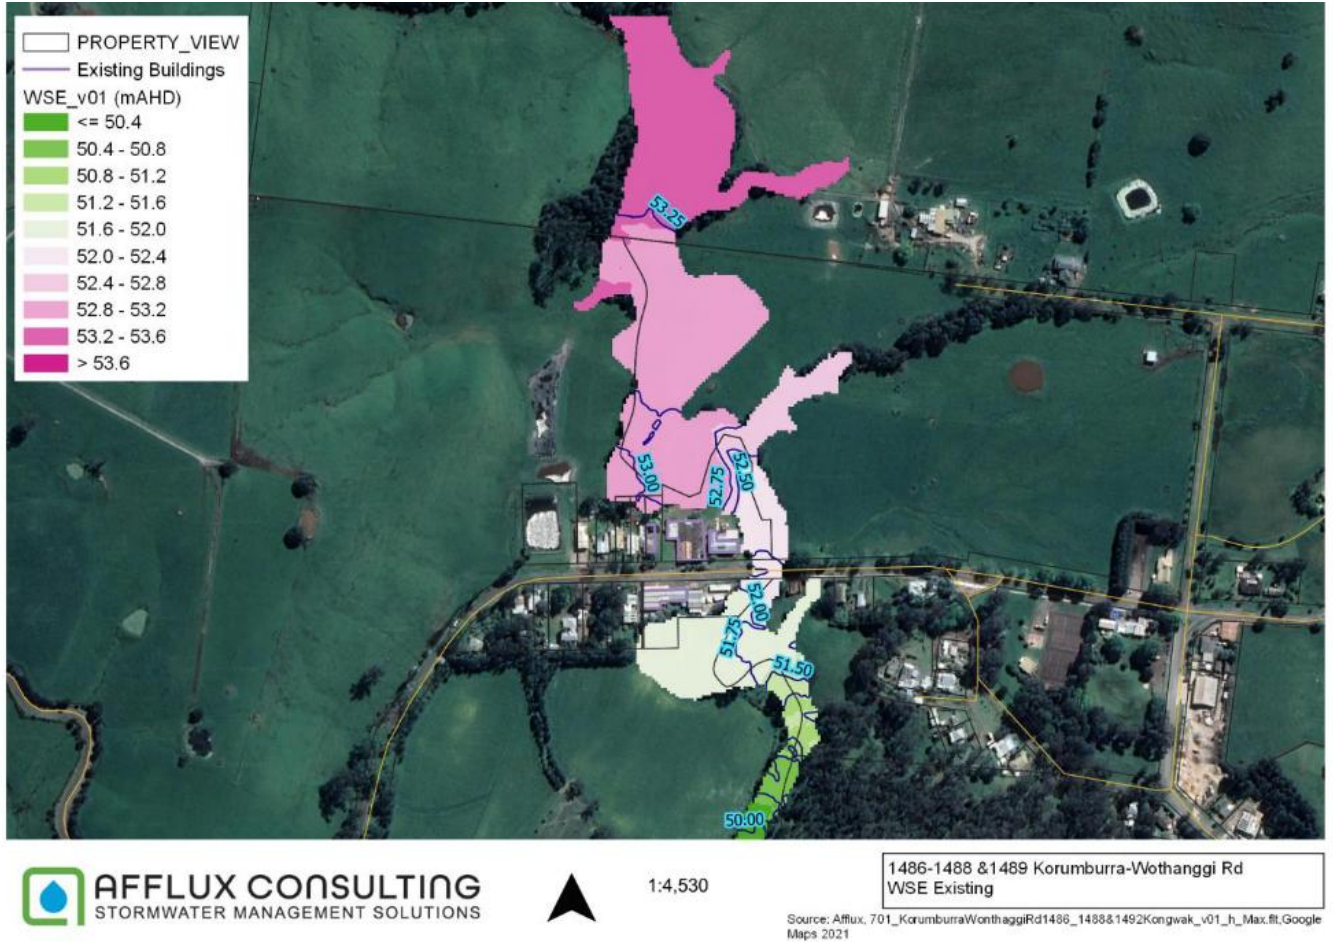 PROPERTY_VIEW
Existing Buildings
WSE_v01 (mAHD)
<= 50.4
50.4 - 50.8
50.8 - 51.2
51.2 - 51.6
51.6 - 52.0
52.0 - 52.4
52.4 - 52.8
52.8 - 53.2
53.2 - 53.6
> 53.6
53.25
53.00
52.75
52.50
52.00
51.75
51.50
50.00
AFFLUX CONSULTING
STORMWATER MANAGEMENT SOLUTIONS
1:4,530
1486-1488 &1489 Korumburra-Wothanggi Rd
WSE Existing
Source: Afflux, 701_KorumburraWonthaggiRd1486_1488&1492Kongwak_v01_h_Max.flt,Google
Maps 2021